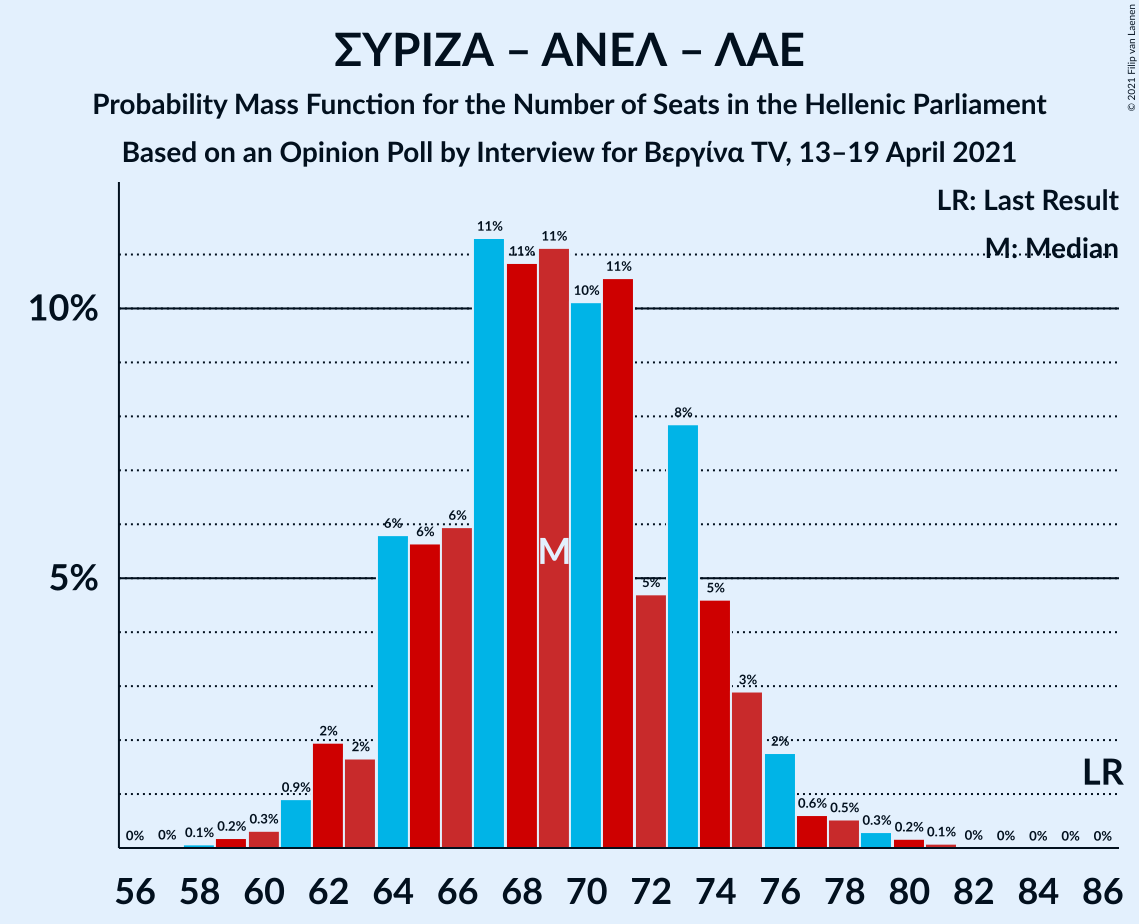 ΣΥΡΙΖΑ – ΑΝΕΛ – ΛΑΕ
Probability Mass Function for the Number of Seats in the Hellenic Parliament
Based on an Opinion Poll by Interview for Βεργίνα TV, 13–19 April 2021
© 2021 Filip van Laenen
LR: Last Result
M: Median
10%
5%
0% 0% 0.1% 0.2% 0.3% 0.9% 2% 2% 6% 6% 6% 11% 11% 11% 10% 11% 5% 8% 5% 3% 2% 0.6% 0.5% 0.3% 0.2% 0.1% 0% 0% 0% 0% 0%
M
LR
56 58 60 62 64 66 68 70 72 74 76 78 80 82 84 86